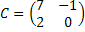 C = (7 −1
2 0)